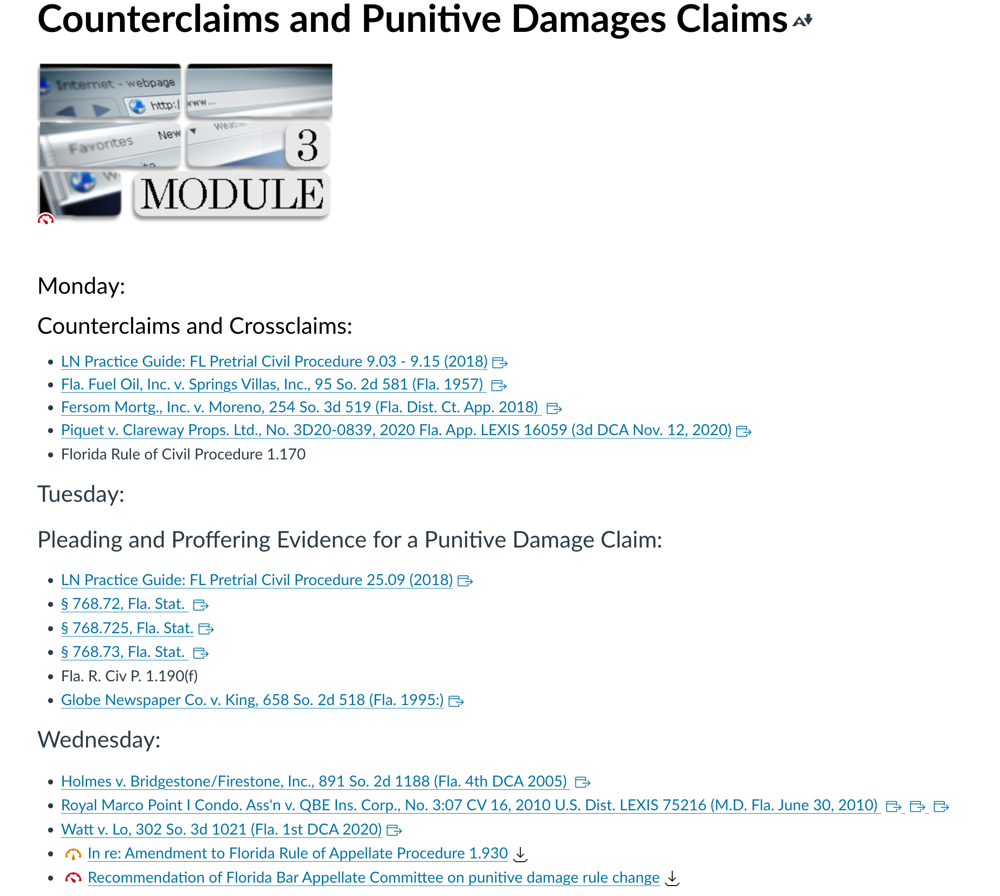 Counterclaims and Punitive Damages Claims
Internet - webpage
http:/ www...
Favorites New
3
MODULE
Monday:
Counterclaims and Crossclaims:
LN Practice Guide: FL Pretrial Civil Procedure 9.03 - 9.15 (2018)
Fla. Fuel Oil, Inc. v. Springs Villas, Inc., 95 So. 2d 581 (Fla. 1957)
Fersom Mortg., Inc. v. Moreno, 254 So. 3d 519 (Fla. Dist. Ct. App. 2018)
Piquet v. Clareway Props. Ltd., No. 3D20-0839, 2020 Fla. App. LEXIS 16059 (3d DCA Nov. 12, 2020)
Florida Rule of Civil Procedure 1.170
Tuesday:
Pleading and Proffering Evidence for a Punitive Damage Claim:
LN Practice Guide: FL Pretrial Civil Procedure 25.09 (2018)
§ 768.72, Fla. Stat.
§ 768.725, Fla. Stat.
§ 768.73, Fla. Stat.
Fla. R. Civ P. 1.190(f)
Globe Newspaper Co. v. King, 658 So. 2d 518 (Fla. 1995:)
Wednesday:
Holmes v. Bridgestone/Firestone, Inc., 891 So. 2d 1188 (Fla. 4th DCA 2005)
Royal Marco Point I Condo. Ass'n v. QBE Ins. Corp., No. 3:07 CV 16, 2010 U.S. Dist. LEXIS 75216 (M.D. Fla. June 30, 2010)
Watt v. Lo, 302 So. 3d 1021 (Fla. 1st DCA 2020)
In re: Amendment to Florida Rule of Appellate Procedure 1.930
Recommendation of Florida Bar Appellate Committee on punitive damage rule change